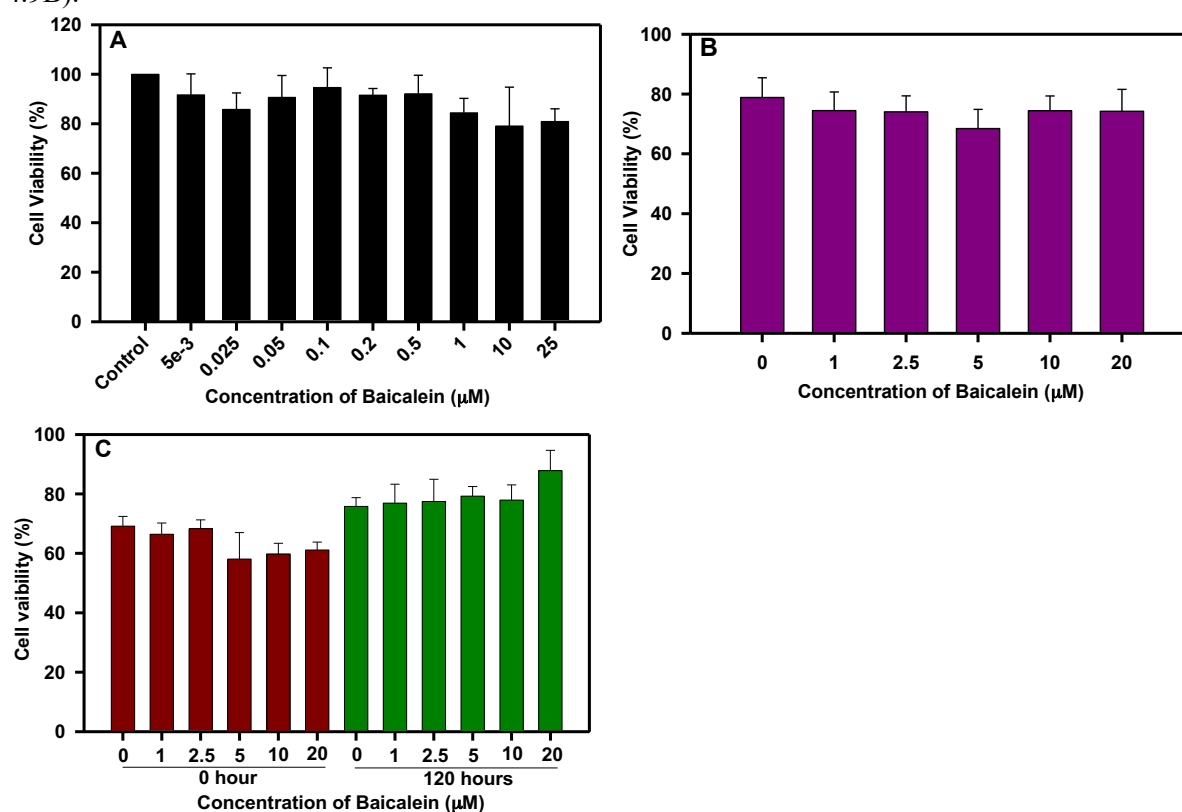 4.9B).
A
120
100
80
60
40
20
0
Cell Viability (%)
Control 5e-3 0.025 0.05 0.1 0.2 0.5 1 10 25
Concentration of Baicalein (μM)
B
100
80
60
40
20
0
Cell Viability (%)
0 1 2.5 5 10 20
Concentration of Baicalein (μM)
C
100
80
60
40
20
0
Cell vaibility (%)
0 1 2.5 5 10 20 0 1 2.5 5 10 20
0 hour 120 hours
Concentration of Baicalein (μM)